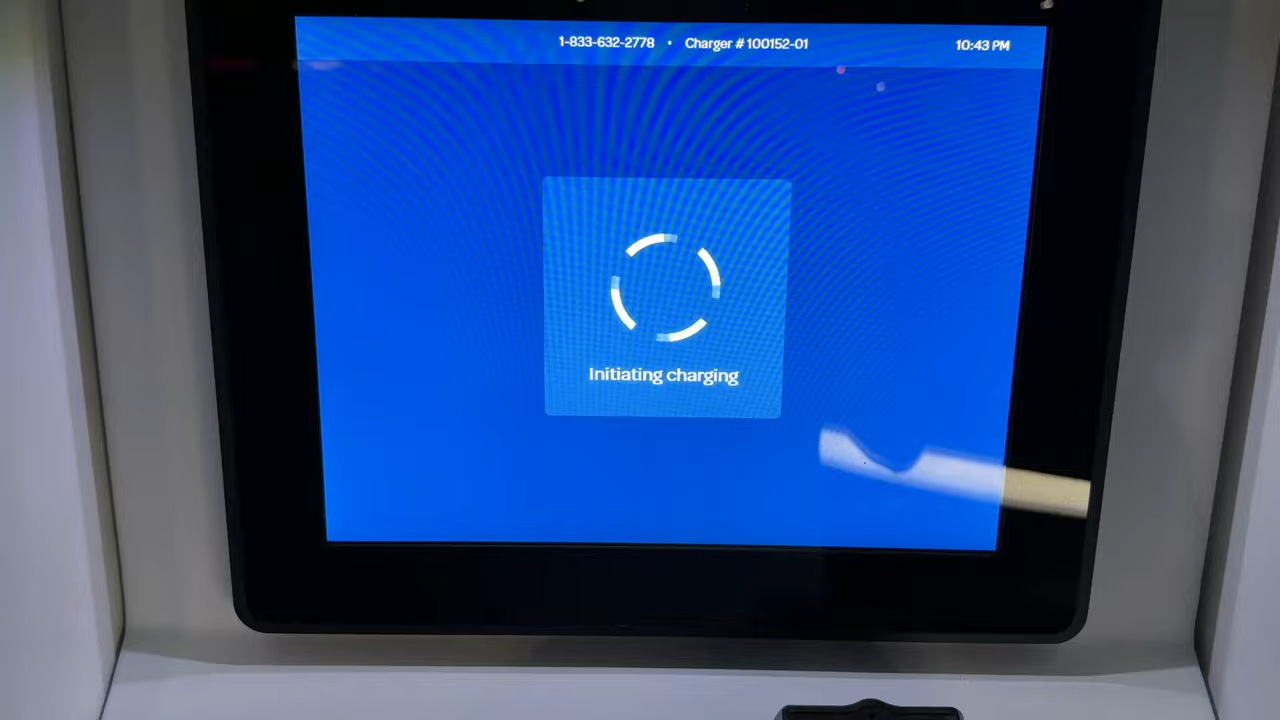 1-833-632-2778 • Charger # 100152-01 10:43 PM
Initiating charging